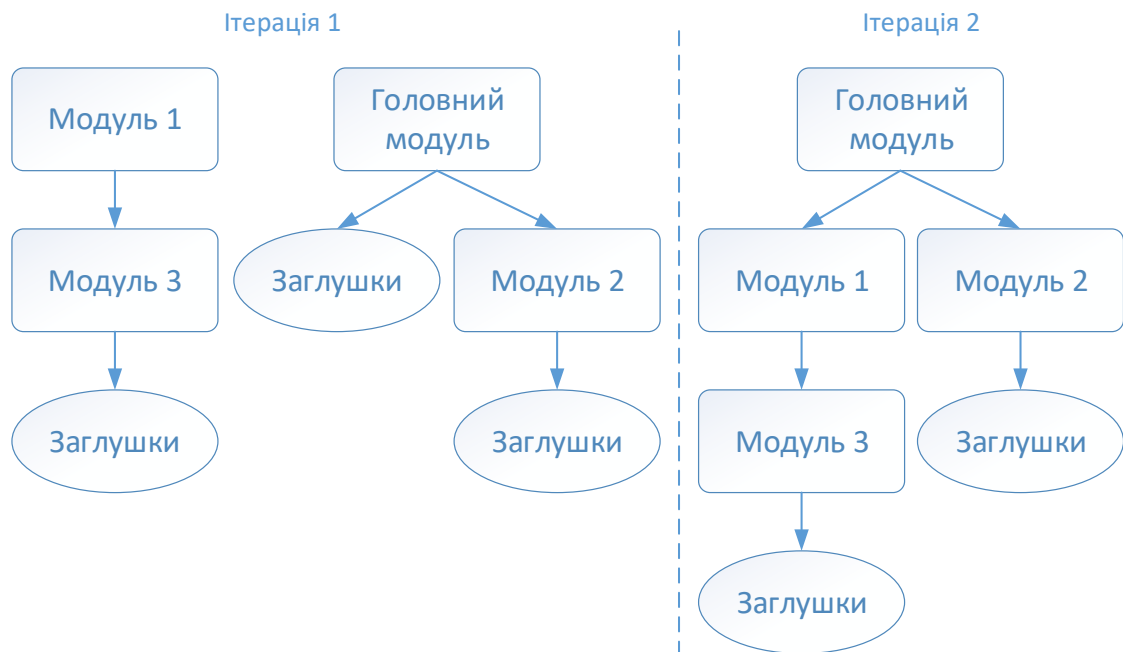 Ітерація 1
Ітерація 2
Модуль 1
Головний
модуль
Головний
модуль
Модуль 3
Заглушки
Модуль 2
Модуль 1
Модуль 2
Заглушки
Заглушки
Модуль 3
Заглушки
Заглушки